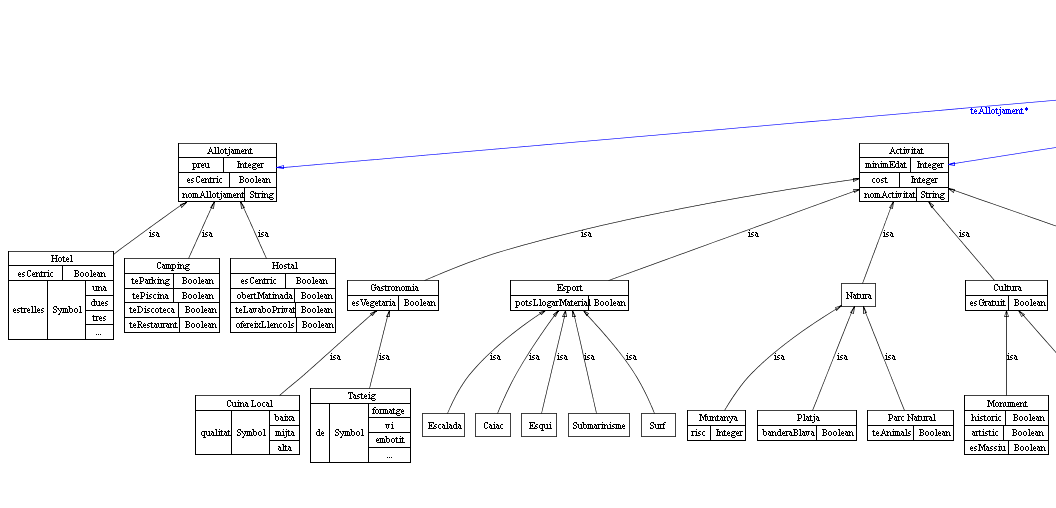 teAllotjament*
Allotjament
preu Integer
esCentric Boolean
nomAllotjament String
Activitat
minimEdat Integer
cost Integer
nomActivitat String
isa
isa
isa
isa
isa
isa
isa
Hotel
esCentric Boolean
estrelles Symbol
una
dues
tres
...
Camping
teParking Boolean
tePiscina Boolean
teDiscoteca Boolean
teRestaurant Boolean
Hostal
esCentric Boolean
obertMatinada Boolean
teLavaboPrivat Boolean
ofereixLlencols Boolean
Gastronomia
esVegetaria Boolean
Esport
potsLlogarMaterial Boolean
Natura
Cultura
esGratuit Boolean
isa
isa
isa
isa
isa
isa
isa
isa
isa
isa
isa
Cuina Local
qualitat Symbol
baixa
mijta
alta
Tasteig
de Symbol
formatge
vi
embotit
...
Escalada
Caiac
Esqui
Submarinisme
Surf
Muntanya
risc Integer
Platja
banderaBlava Boolean
Parc Natural
teAnimals Boolean
Monument
historic Boolean
artistic Boolean
esMassiu Boolean